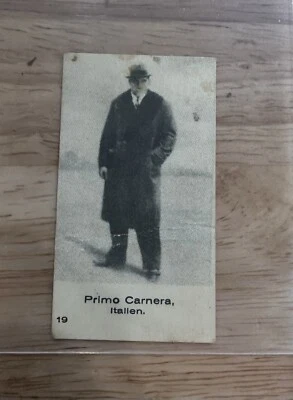 Primo Carnera,
Italien.
19